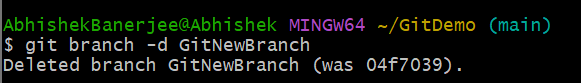 AbhishekBanerjee@Abhishek MINGW64 ~/GitDemo (main)
$ git branch -d GitNewBranch
Deleted branch GitNewBranch (was 04f7039).